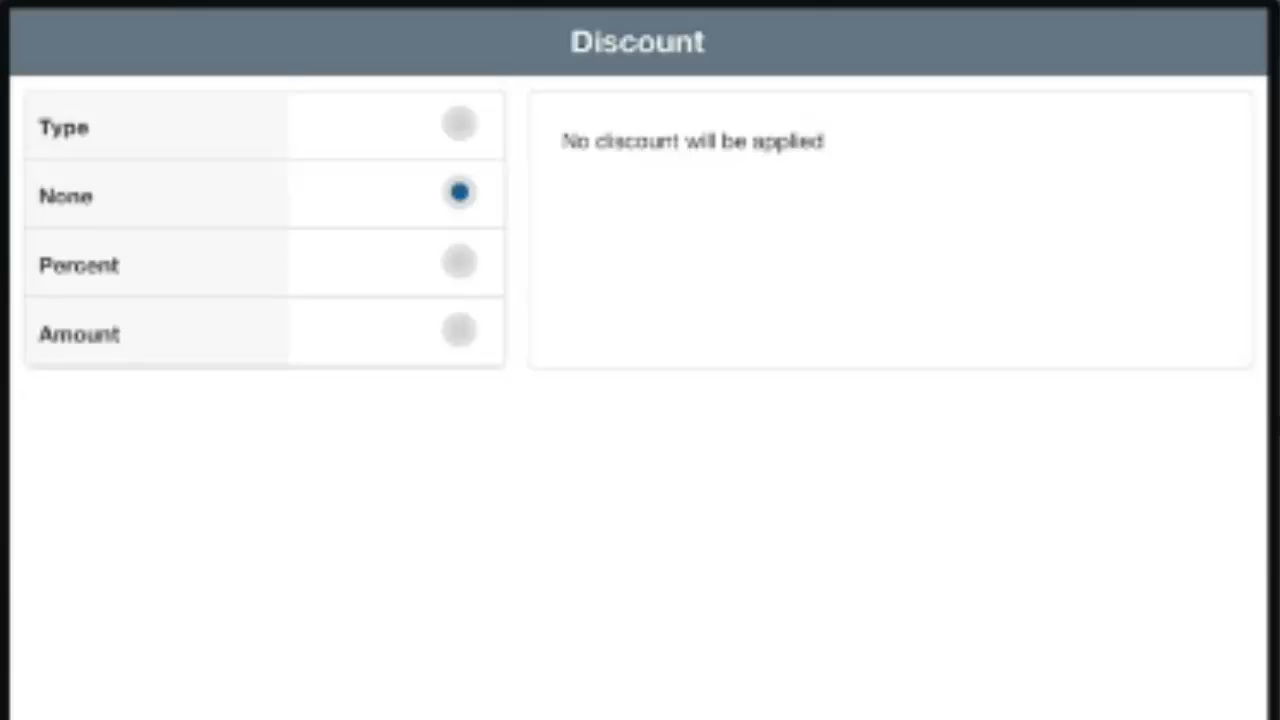 Discount
Type
None
Percent
Amount
No discount will be applied